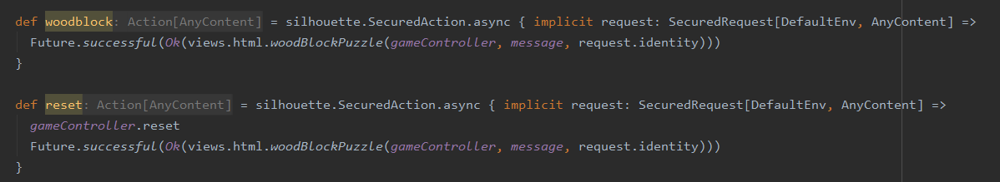 def woodblock: Action[AnyContent] = silhouette.SecuredAction.async { implicit request: SecuredRequest[DefaultEnv, AnyContent] =>
  Future.successful(Ok(views.html.woodBlockPuzzle(gameController, message, request.identity)))
}

def reset: Action[AnyContent] = silhouette.SecuredAction.async { implicit request: SecuredRequest[DefaultEnv, AnyContent] =>
  gameController.reset
  Future.successful(Ok(views.html.woodBlockPuzzle(gameController, message, request.identity)))
}